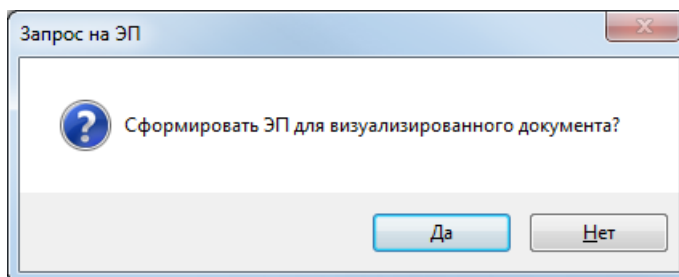 Запрос на ЭП
Сформировать ЭП для визуализированного документа?
Да
Нет